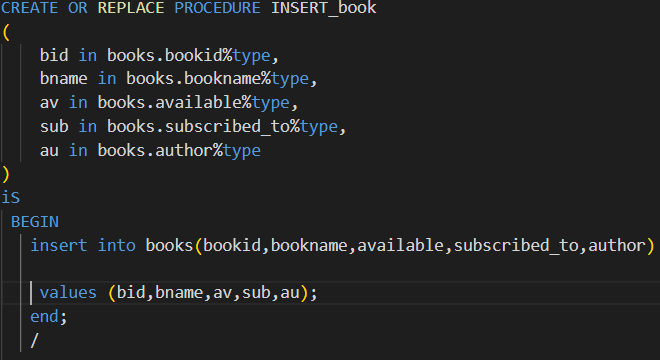 CREATE OR REPLACE PROCEDURE INSERT_book
(
bid in books.bookid%type,
bname in books.bookname%type,
av in books.available%type,
sub in books.subscribed_to%type,
au in books.author%type
)
iS
BEGIN
insert into books(bookid,bookname,available,subscribed_to,author)
values (bid,bname,av,sub,au);
end;
/